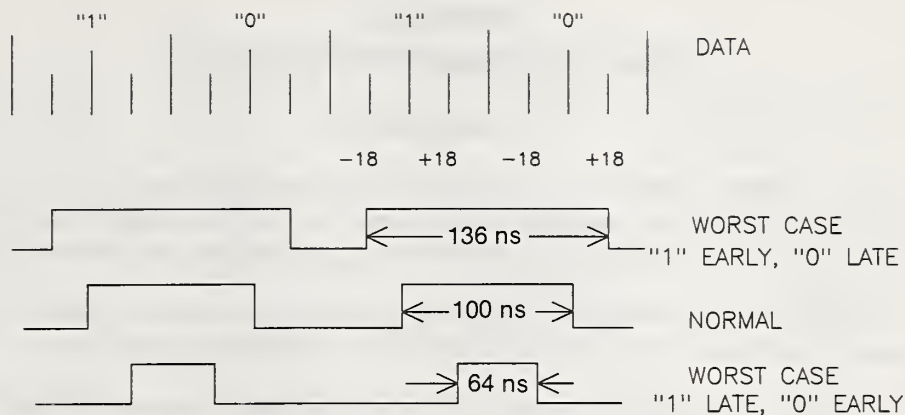 "1" "0" "1" "0"
DATA
-18 +18 -18 +18
136 ns
WORST CASE
"1" EARLY, "0" LATE
100 ns
NORMAL
64 ns
WORST CASE
"1" LATE, "0" EARLY